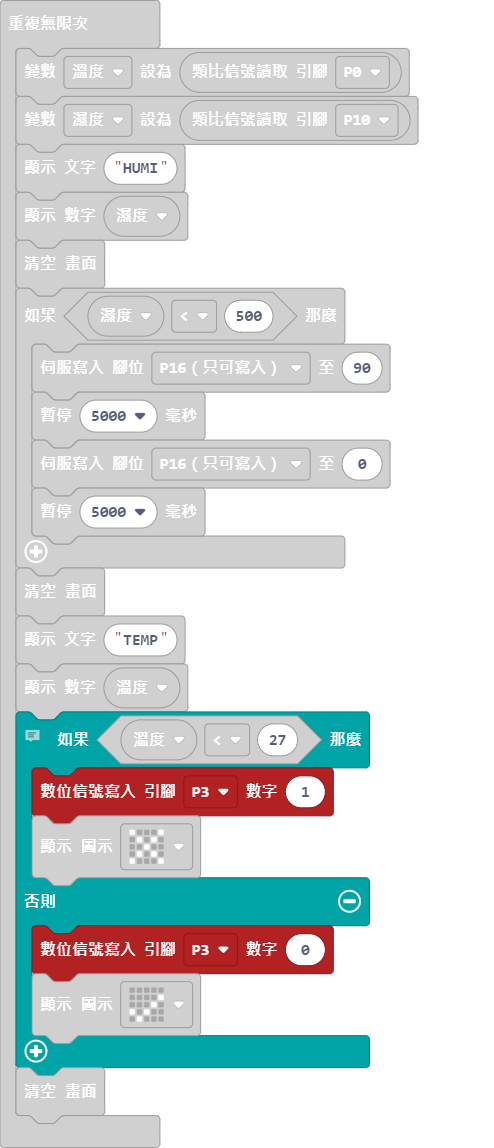 重複無限次
變數 溫度 設為 類比信號讀取 引腳 P0
變數 濕度 設為 類比信號讀取 引腳 P10
顯示 文字 "HUMI"
顯示 數字 濕度
清空 畫面
如果 濕度 < 500 那麼
伺服寫入 腳位 P16（只可寫入） 至 90
暫停 5000 毫秒
伺服寫入 腳位 P16（只可寫入） 至 0
暫停 5000 毫秒
清空 畫面
顯示 文字 "TEMP"
顯示 數字 溫度
如果 溫度 < 27 那麼
數位信號寫入 引腳 P3 數字 1
顯示 圖示
否則
數位信號寫入 引腳 P3 數字 0
顯示 圖示
清空 畫面